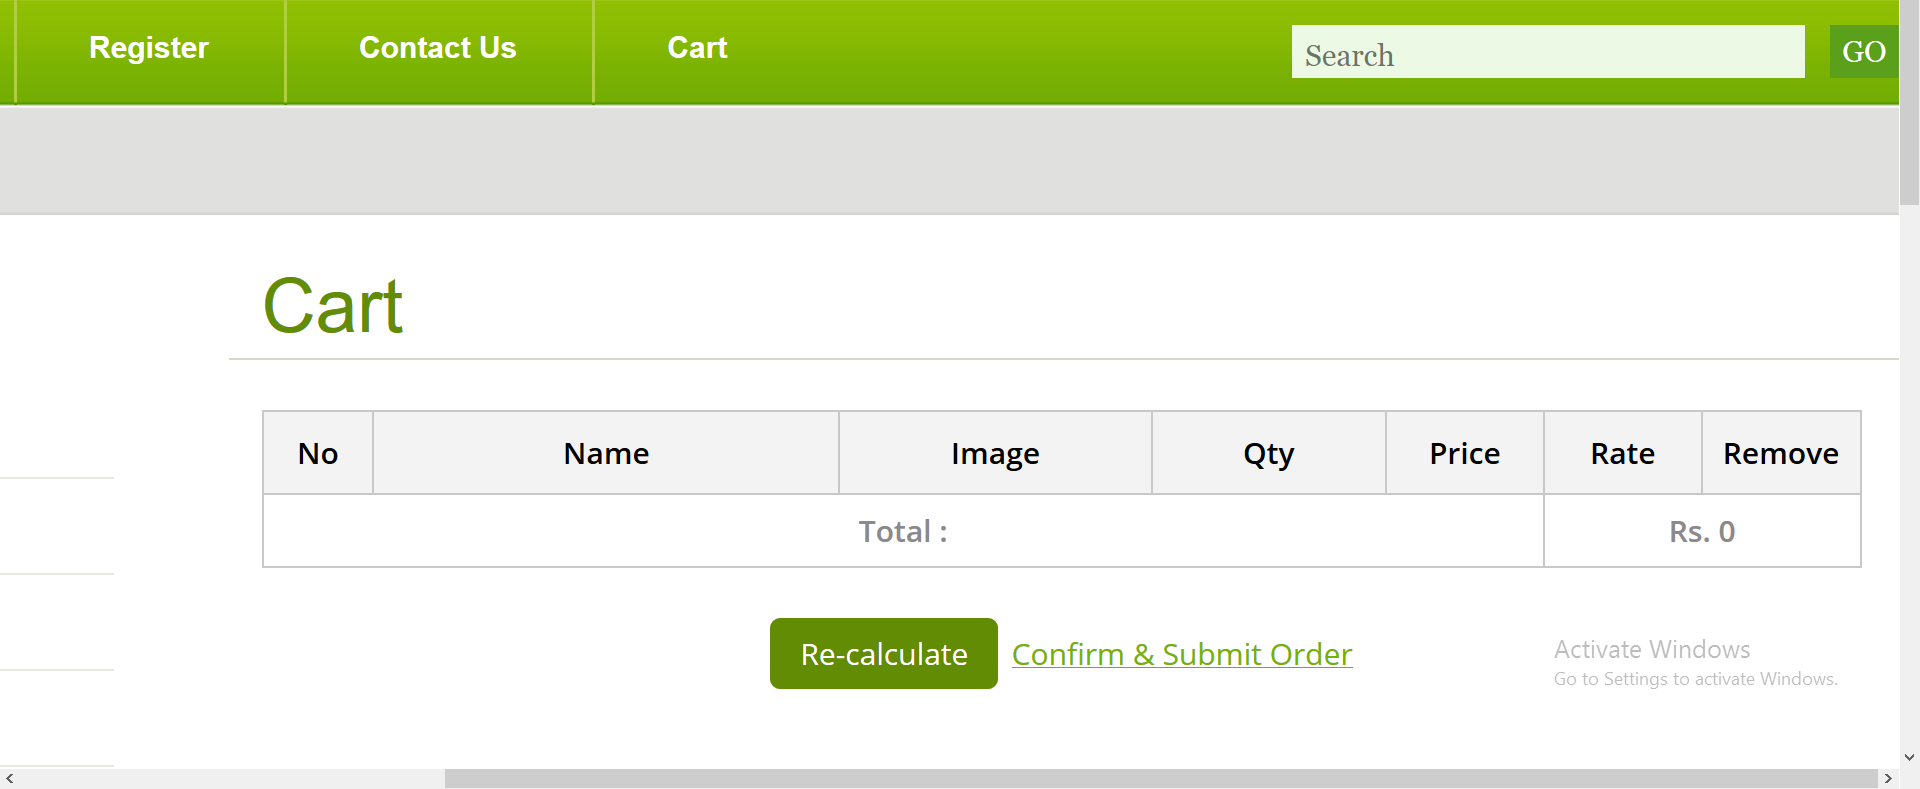 Register Contact Us Cart Search GO
Cart
No Name Image Qty Price Rate Remove
Total : Rs. 0
Re-calculate Confirm & Submit Order
Activate Windows
Go to Settings to activate Windows.